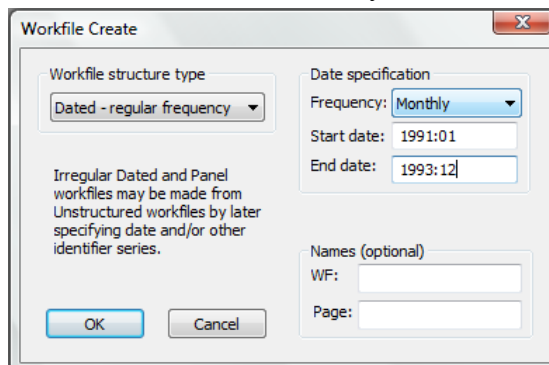 Workfile Create
Workfile structure type
Dated - regular frequency
Irregular Dated and Panel
workfiles may be made from
Unstructured workfiles by later
specifying date and/or other
identifier series.
Date specification
Frequency: Monthly
Start date: 1991:01
End date: 1993:12
Names (optional)
WF:
Page:
OK
Cancel